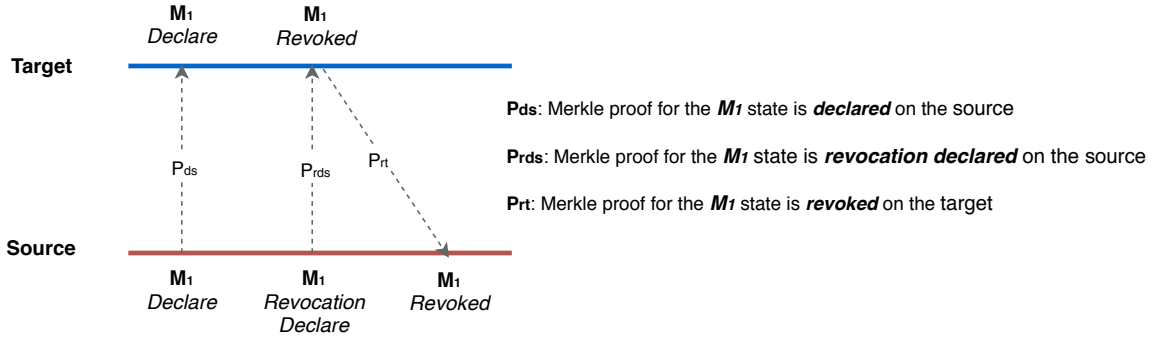 M1 M1
Declare Revoked
Target
Pds: Merkle proof for the M1 state is declared on the source
Pds Prds Prt
Prds: Merkle proof for the M1 state is revocation declared on the source
Prt: Merkle proof for the M1 state is revoked on the target
Source
M1 M1 M1
Declare Revocation Revoked
Declare